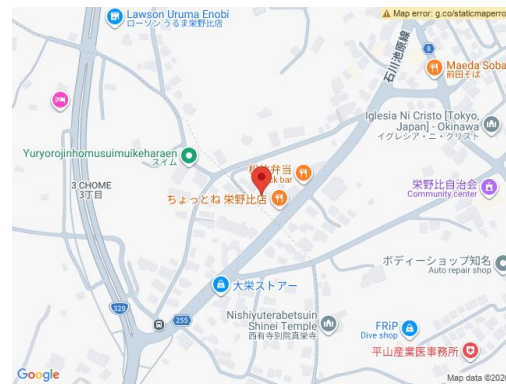 Lawson Uruma Enobi
ローソン うるま栄野比店
Map error: g.co/staticmaperro
石川池原線
8
Maeda Soba
前田そば
Iglesia Ni Cristo [Tokyo,
Japan] - Okinawa
イグレシア・ニ・クリスト
Yuryorojinhomusuimuikeharaen
スイム
弁当
ck bar
3 CHOME
3丁目
ちょっとね 栄野比店
栄野比自治会
Community center
ボディーショップ知名
Auto repair shop
大栄ストアー
329
255
Nishiyuterabetsuin
Shinei Temple
西有寺別院真栄寺
FRiP
Dive shop
平山産業医事務所
Google
Map data ©202